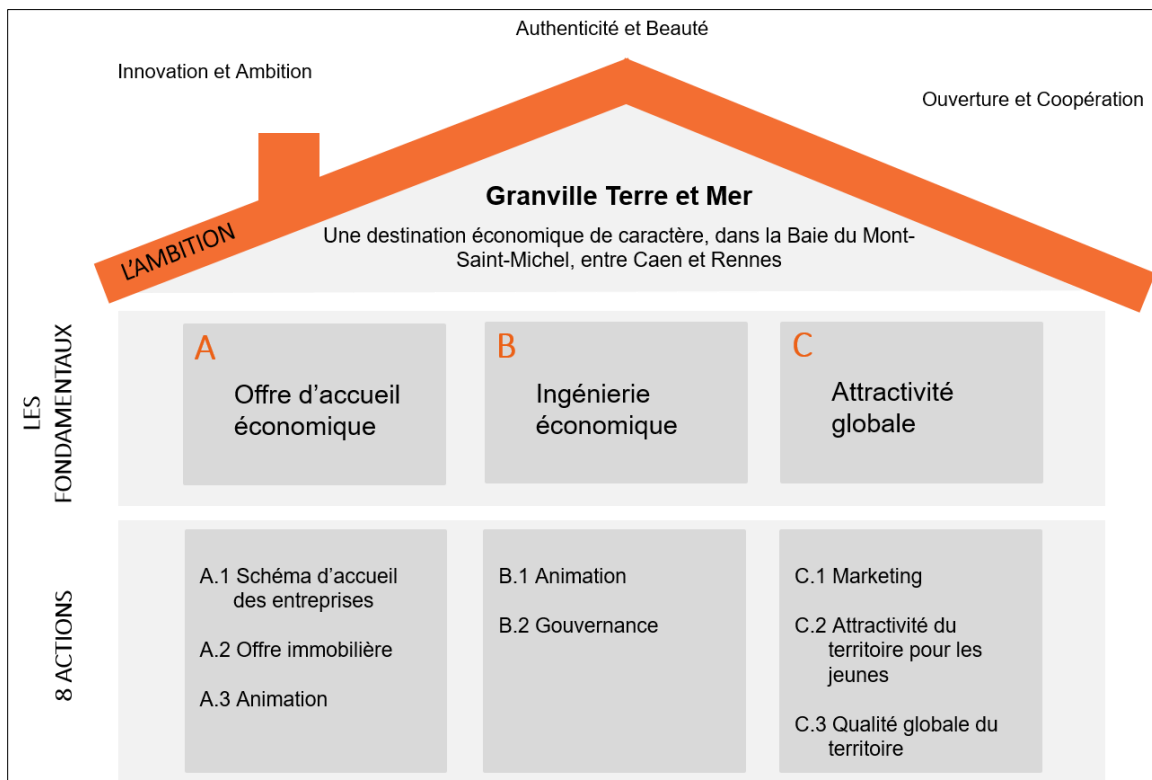 Authenticité et Beauté
Innovation et Ambition
Ouverture et Coopération
L'AMBITION
Granville Terre et Mer
Une destination économique de caractère, dans la Baie du Mont-
Saint-Michel, entre Caen et Rennes
LES
FONDAMENTAUX
A
Offre d’accueil
économique
B
Ingénierie
économique
C
Attractivité
globale
8 ACTIONS
A.1 Schéma d’accueil
des entreprises
A.2 Offre immobilière
A.3 Animation
B.1 Animation
B.2 Gouvernance
C.1 Marketing
C.2 Attractivité du
territoire pour les
jeunes
C.3 Qualité globale du
territoire